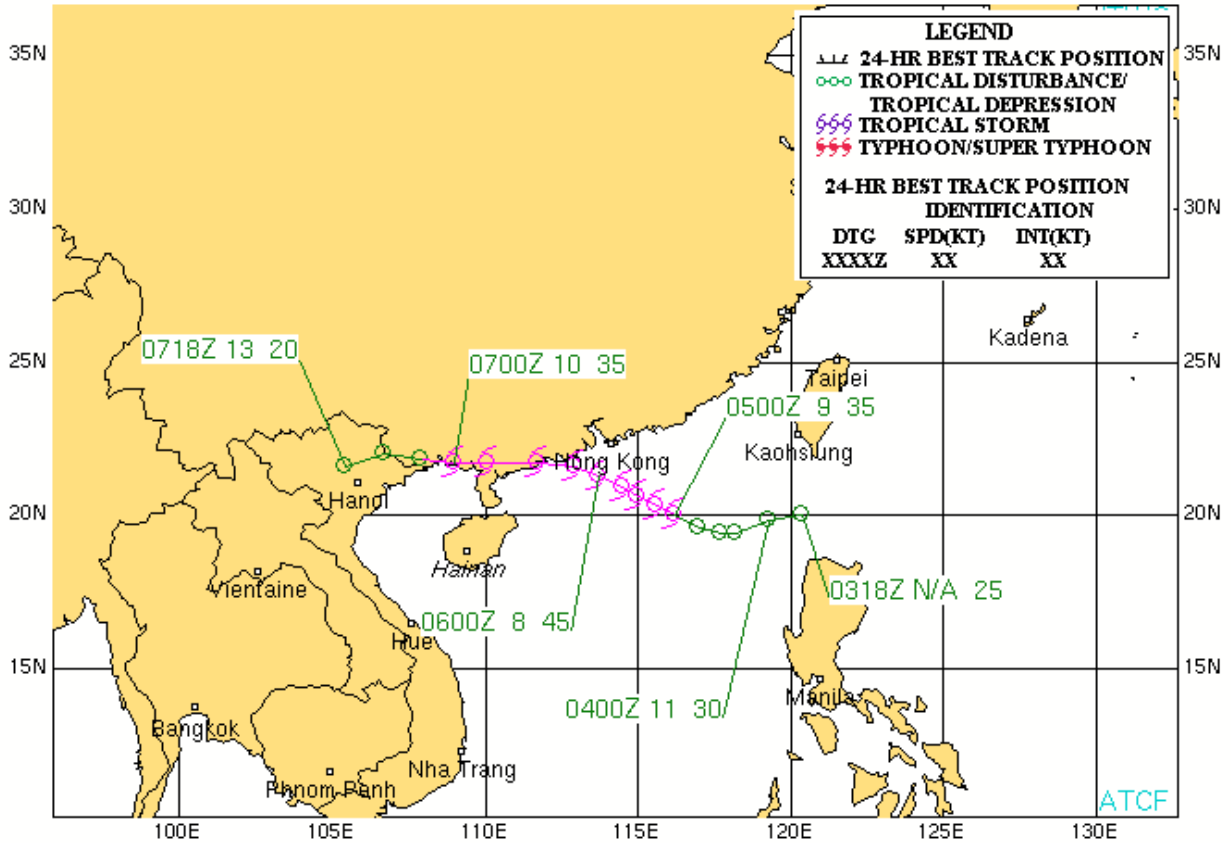 35N
30N
25N
20N
15N
35N
30N
25N
20N
15N
100E
105E
110E
115E
120E
125E
130E
LEGEND
24-HR BEST TRACK POSITION
TROPICAL DISTURBANCE/
TROPICAL DEPRESSION
TROPICAL STORM
TYPHOON/SUPER TYPHOON
24-HR BEST TRACK POSITION
IDENTIFICATION
DTG SPD(KT) INT(KT)
XXXXZ XX XX
Kadena
0718Z 13 20
0700Z 10 35
Taipei
0500Z 9 35
Kaohsiung
Hong Kong
Hanoi
Hainan
Vientaine
0318Z N/A 25
0600Z 8 45
Hue
Manila
0400Z 11 30
Bangkok
Nha Trang
Phnom Penh
ATCF